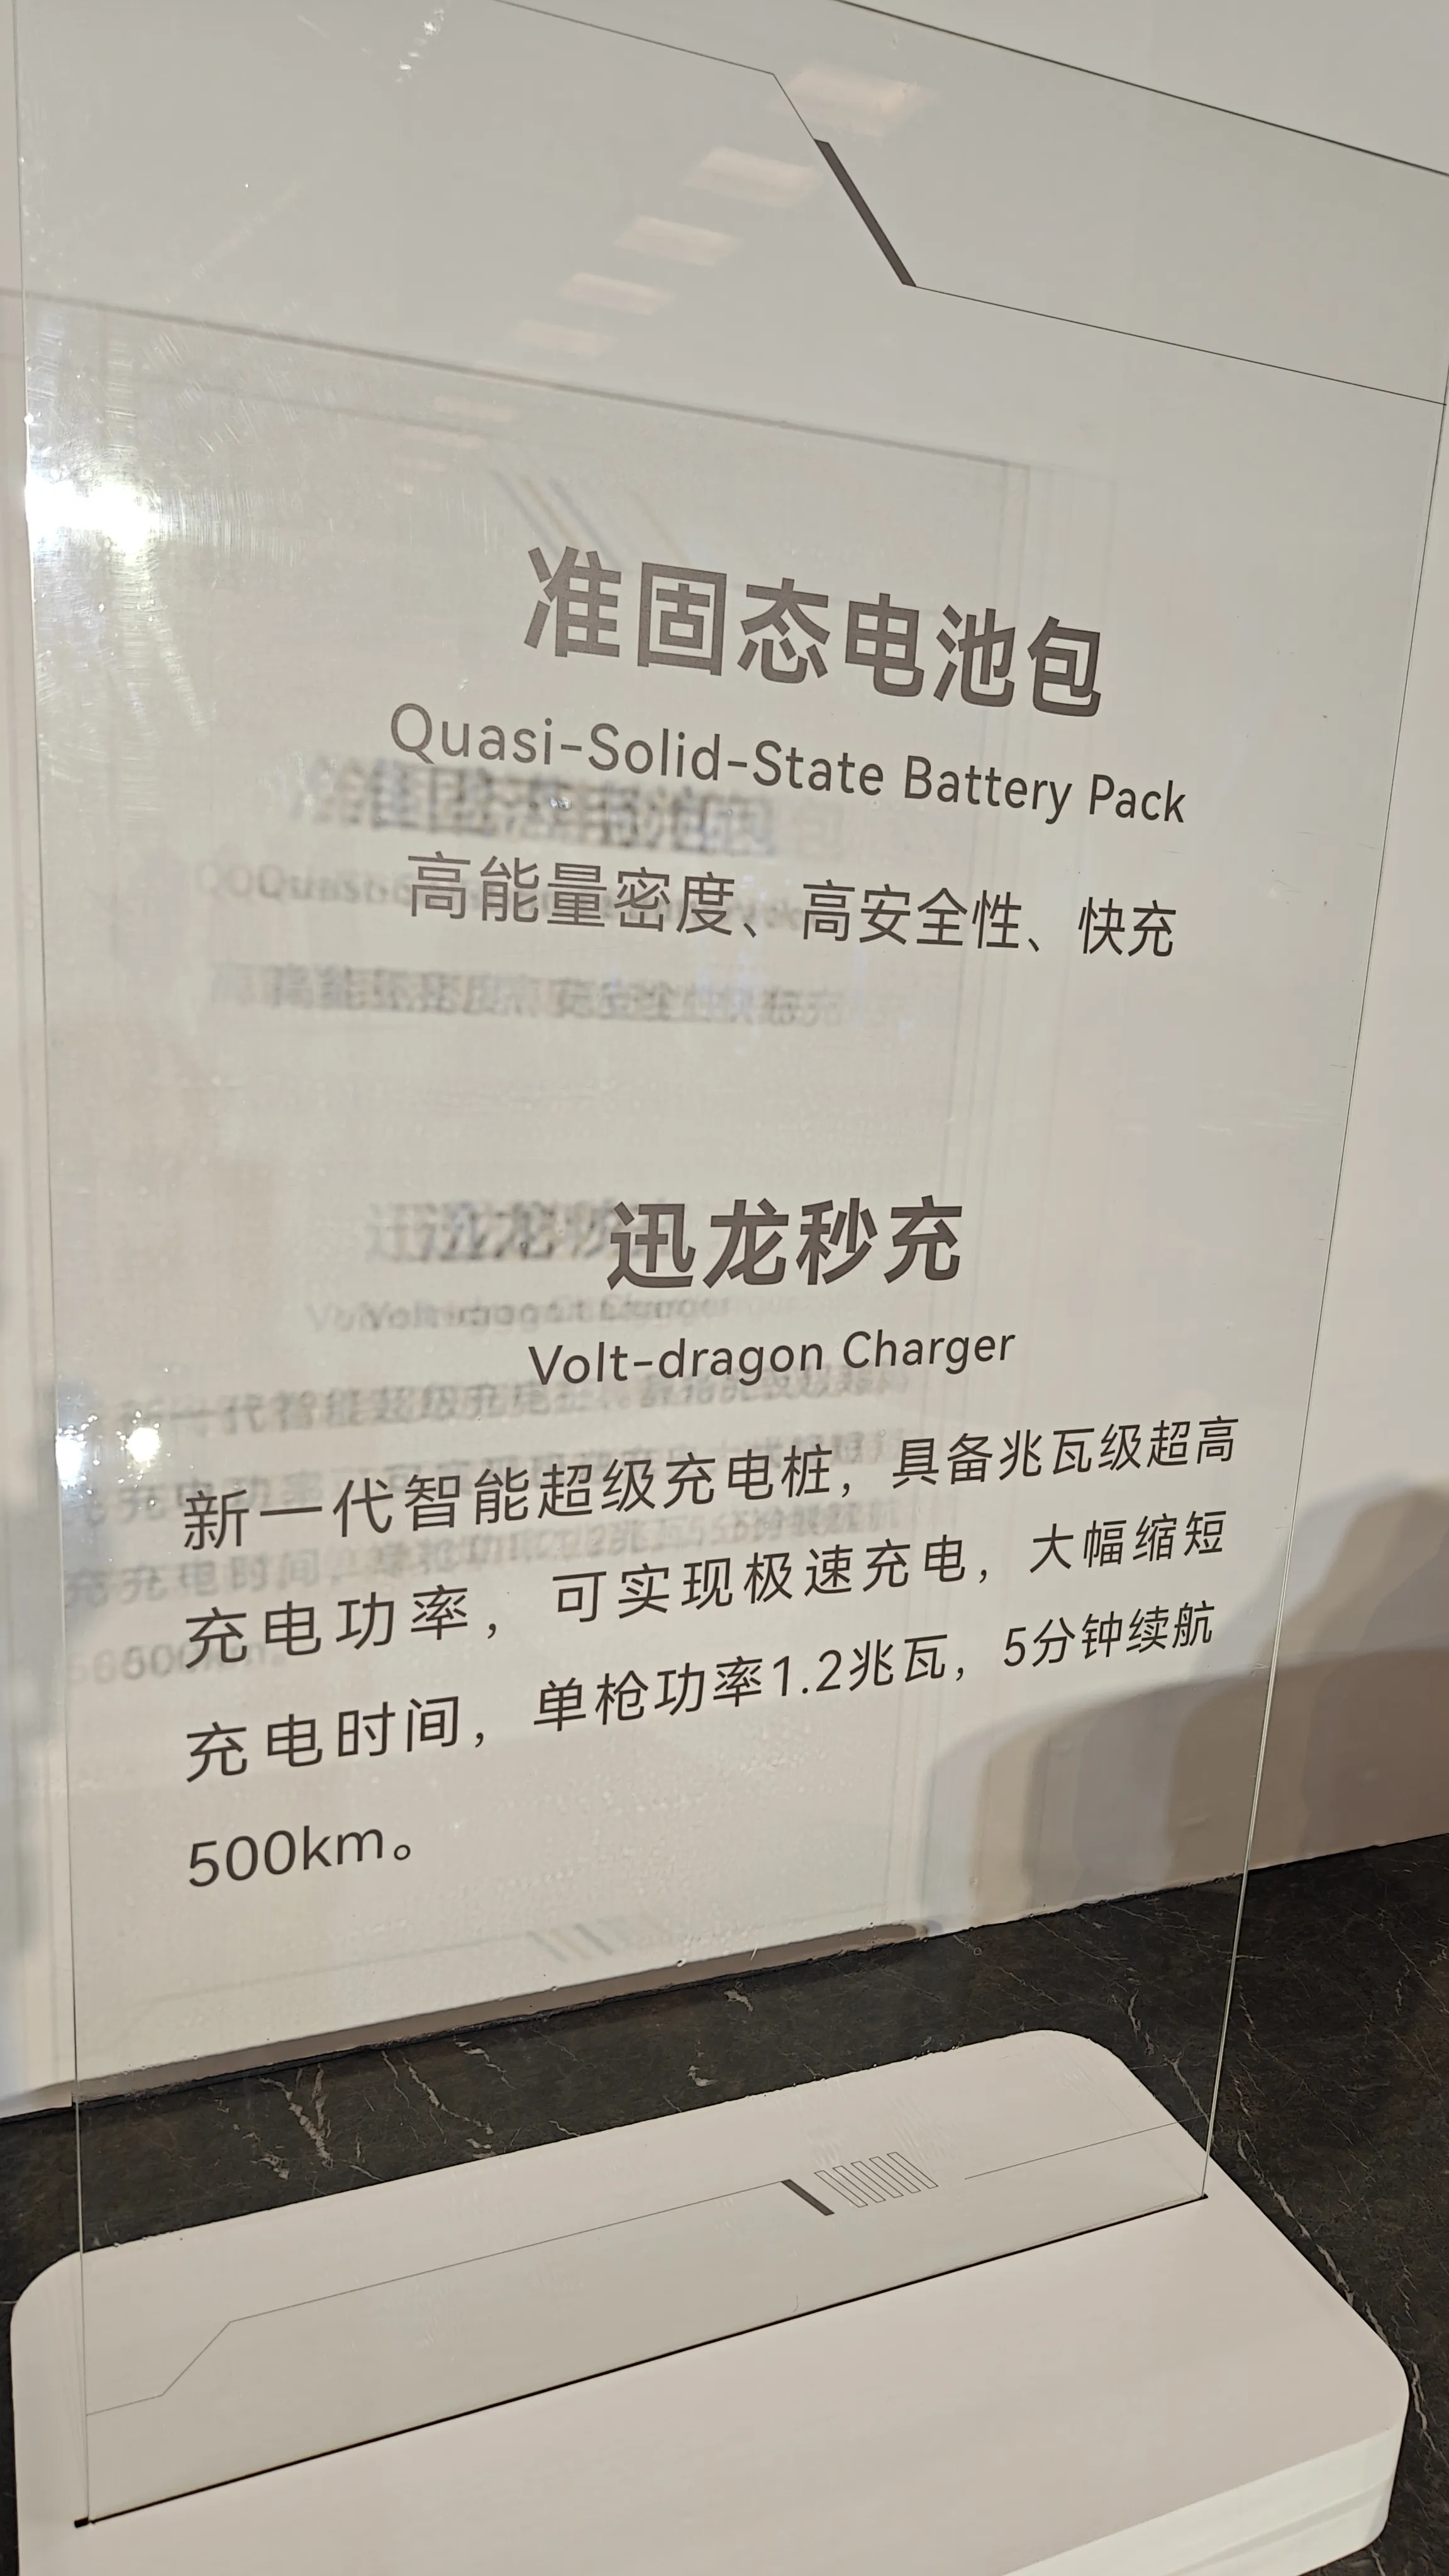 准固态电池包
Quasi-Solid-State Battery Pack
高能量密度、高安全性、快充
迅龙秒充
Volt-dragon Charger
新一代智能超级充电桩，具备兆瓦级超高
充电功率，可实现极速充电，大幅缩短
充电时间，单枪功率1.2兆瓦，5分钟续航
500km。